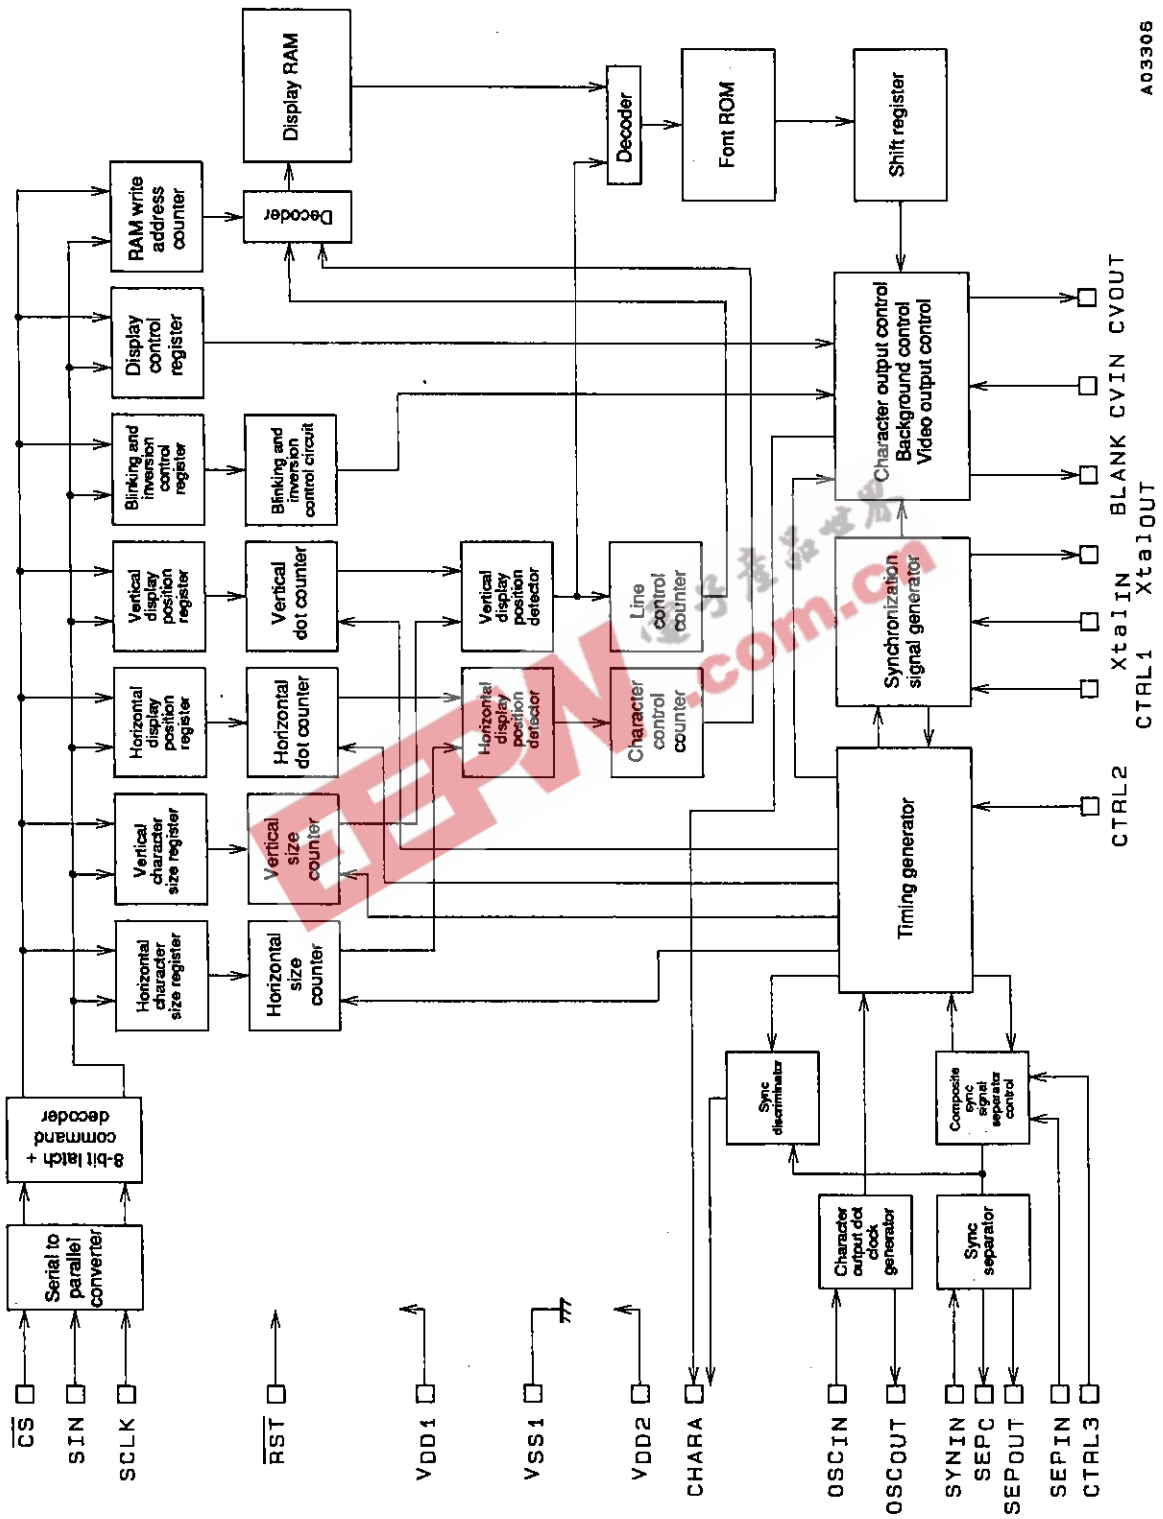 CS
SIN
SCLK
RST
VDD1
VSS1
VDD2
CHARA
OSCIN
OSCOUT
SYNIN
SEPC
SEPOUT
SEPIN
CTRL3
Serial to
parallel
converter
8-bit latch +
command
decoder
Horizontal
character
size register
Vertical
character
size register
Horizontal
display
position
register
Vertical
display
position
register
Blinking and
inversion
control
register
Display
control
register
RAM write
address
counter
Horizontal
size
counter
Vertical
size
counter
Horizontal
dot counter
Vertical
dot counter
Blinking and
inversion
control circuit
Decoder
Display RAM
Horizontal
display
position
detector
Vertical
display
position
detector
Character
control
counter
Line
control
counter
Decoder
Font ROM
Shift register
Sync
discriminator
Character
output dot
clock
generator
Sync
separator
Composite
sync
signal
separator
control
Timing generator
Synchronization
signal generator
Character output control
Background control
Video output control
CTRL2
CTRL1
XtalIN
XtalOUT
BLANK
CVIN
CVOUT
A03306
EEPW.com.cn
電子產品世界